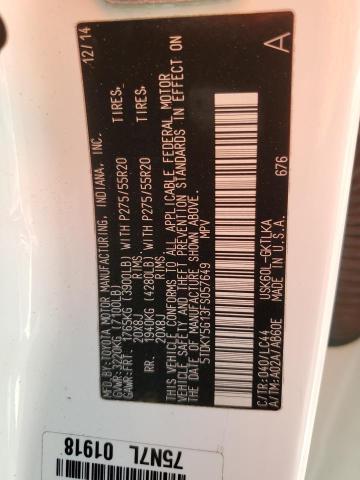 MFD.BY:TOYOTA MOTOR MANUFACTURING, INDIANA, INC. 12/14
GVWR:3220KG(7100LB)
GAWR:FRT. 1765KG (3900LB) WITH P275/55R20 TIRES,
20X8J RIMS,
RR. 1940KG (4280LB) WITH P275/55R20 TIRES,
20X8J RIMS,
THIS VEHICLE CONFORMS TO ALL APPLICABLE FEDERAL MOTOR
VEHICLE SAFETY AND THEFT PREVENTION STANDARDS IN EFFECT ON
THE DATE OF MANUFACTURE SHOWN ABOVE.
5TDKY5G13FS057649 MPV
C/TR:040/LC44 USK60L-GKTLKA
A/TM:A02A/AB60E MADE IN U.S.A.
676
A
75N7L 01918